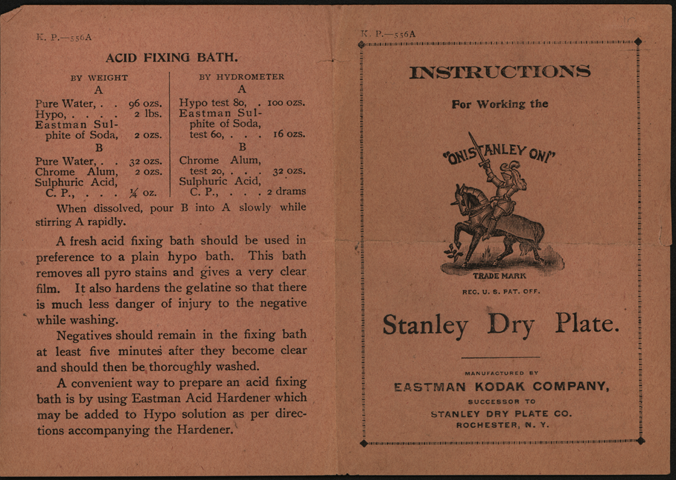 K. P.—536A
ACID FIXING BATH.
BY WEIGHT
A
Pure Water, . . 96 ozs.
Hypo, . . . . 2 lbs.
Eastman Sul-
phite of Soda, 2 ozs.
B
Pure Water, . . 32 ozs.
Chrome Alum, 2 ozs.
Sulphuric Acid,
C. P., . . . ¼ oz.
BY HYDROMETER
A
Hypo test 80, . 100 ozs.
Eastman Sul-
phite of Soda,
test 60, . . . 16 ozs.
B
Chrome Alum,
test 20, . . . 32 ozs.
Sulphuric Acid,
C. P., . . . 2 drams
When dissolved, pour B into A slowly while
stirring A rapidly.
A fresh acid fixing bath should be used in
preference to a plain hypo bath. This bath
removes all pyro stains and gives a very clear
film. It also hardens the gelatine so that there
is much less danger of injury to the negative
while washing.
Negatives should remain in the fixing bath
at least five minutes after they become clear
and should then be thoroughly washed.
A convenient way to prepare an acid fixing
bath is by using Eastman Acid Hardener which
may be added to Hypo solution as per direc-
tions accompanying the Hardener.
K. P.—536A
INSTRUCTIONS
For Working the
"ON! STANLEY ON!"
TRADE MARK
REG. U. S. PAT. OFF.
Stanley Dry Plate.
MANUFACTURED BY
EASTMAN KODAK COMPANY,
SUCCESSOR TO
STANLEY DRY PLATE CO.
ROCHESTER, N. Y.